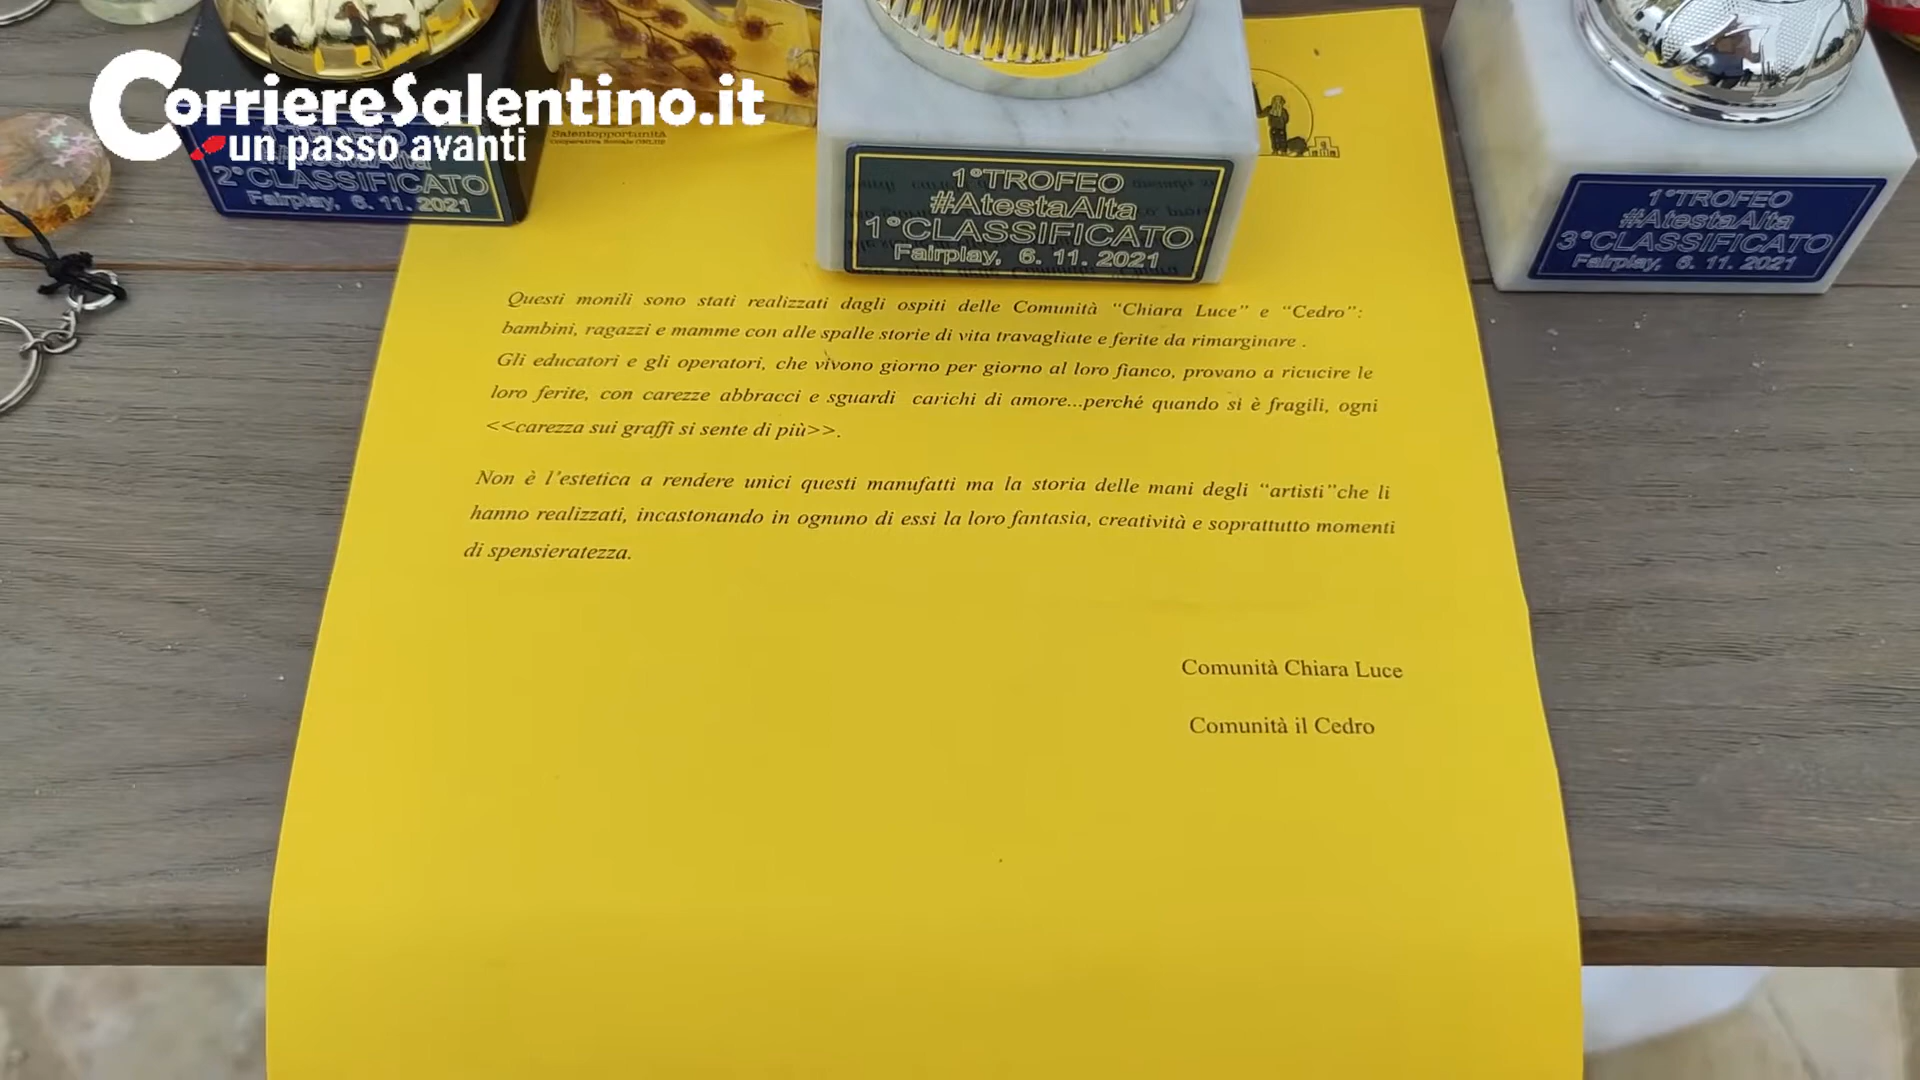 CorriereSalentino.it
un passo avanti
Salentopportunità
Cooperativa Sociale ONLUS
2°CLASSIFICATO
Fairplay, 6. 11. 2021
1°TROFEO
#AtestaAlta
1°CLASSIFICATO
Fairplay, 6. 11. 2021
1°TROFEO
#AtestaAlta
3°CLASSIFICATO
Fairplay, 6. 11. 2021
Questi monili sono stati realizzati dagli ospiti delle Comunità “Chiara Luce” e “Cedro”:
bambini, ragazzi e mamme con alle spalle storie di vita travagliate e ferite da rimarginare .
Gli educatori e gli operatori, che vivono giorno per giorno al loro fianco, provano a ricucire le
loro ferite, con carezze abbracci e sguardi carichi di amore...perché quando si è fragili, ogni
<<carezza sui graffi si sente di più>>.
Non è l’estetica a rendere unici questi manufatti ma la storia delle mani degli “artisti”che li
hanno realizzati, incastonando in ognuno di essi la loro fantasia, creatività e soprattutto momenti
di spensieratezza.
Comunità Chiara Luce
Comunità il Cedro